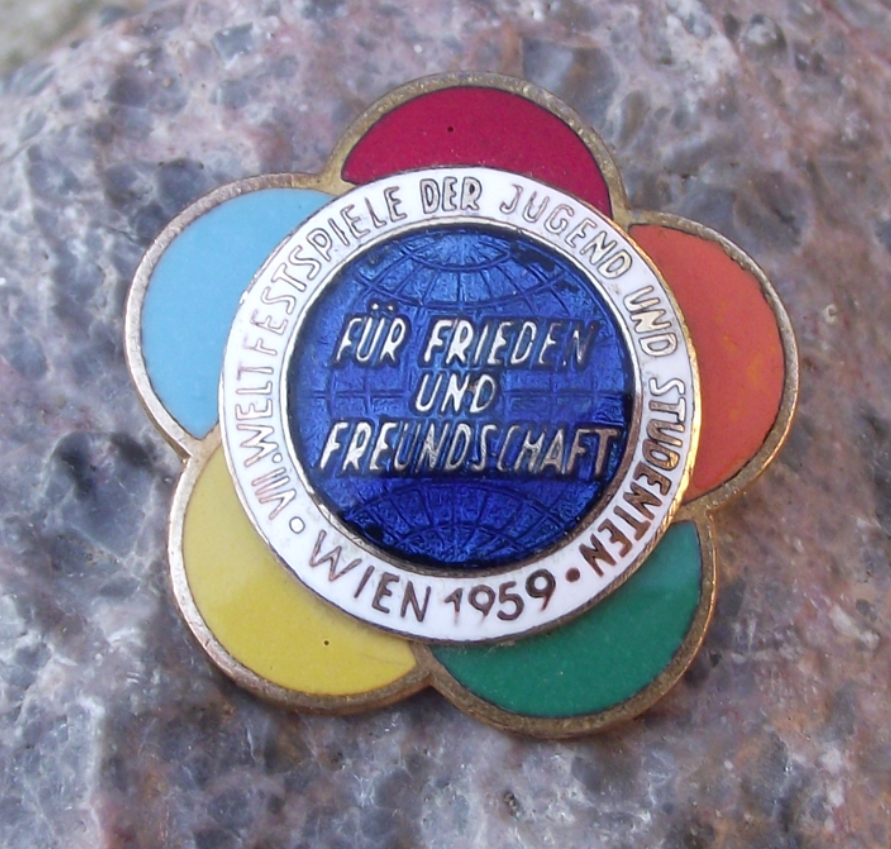 VII. WELTFESTSPIELE DER JUGEND UND STUDENTEN
• WIEN 1959 •
FÜR FRIEDEN
UND
FREUNDSCHAFT